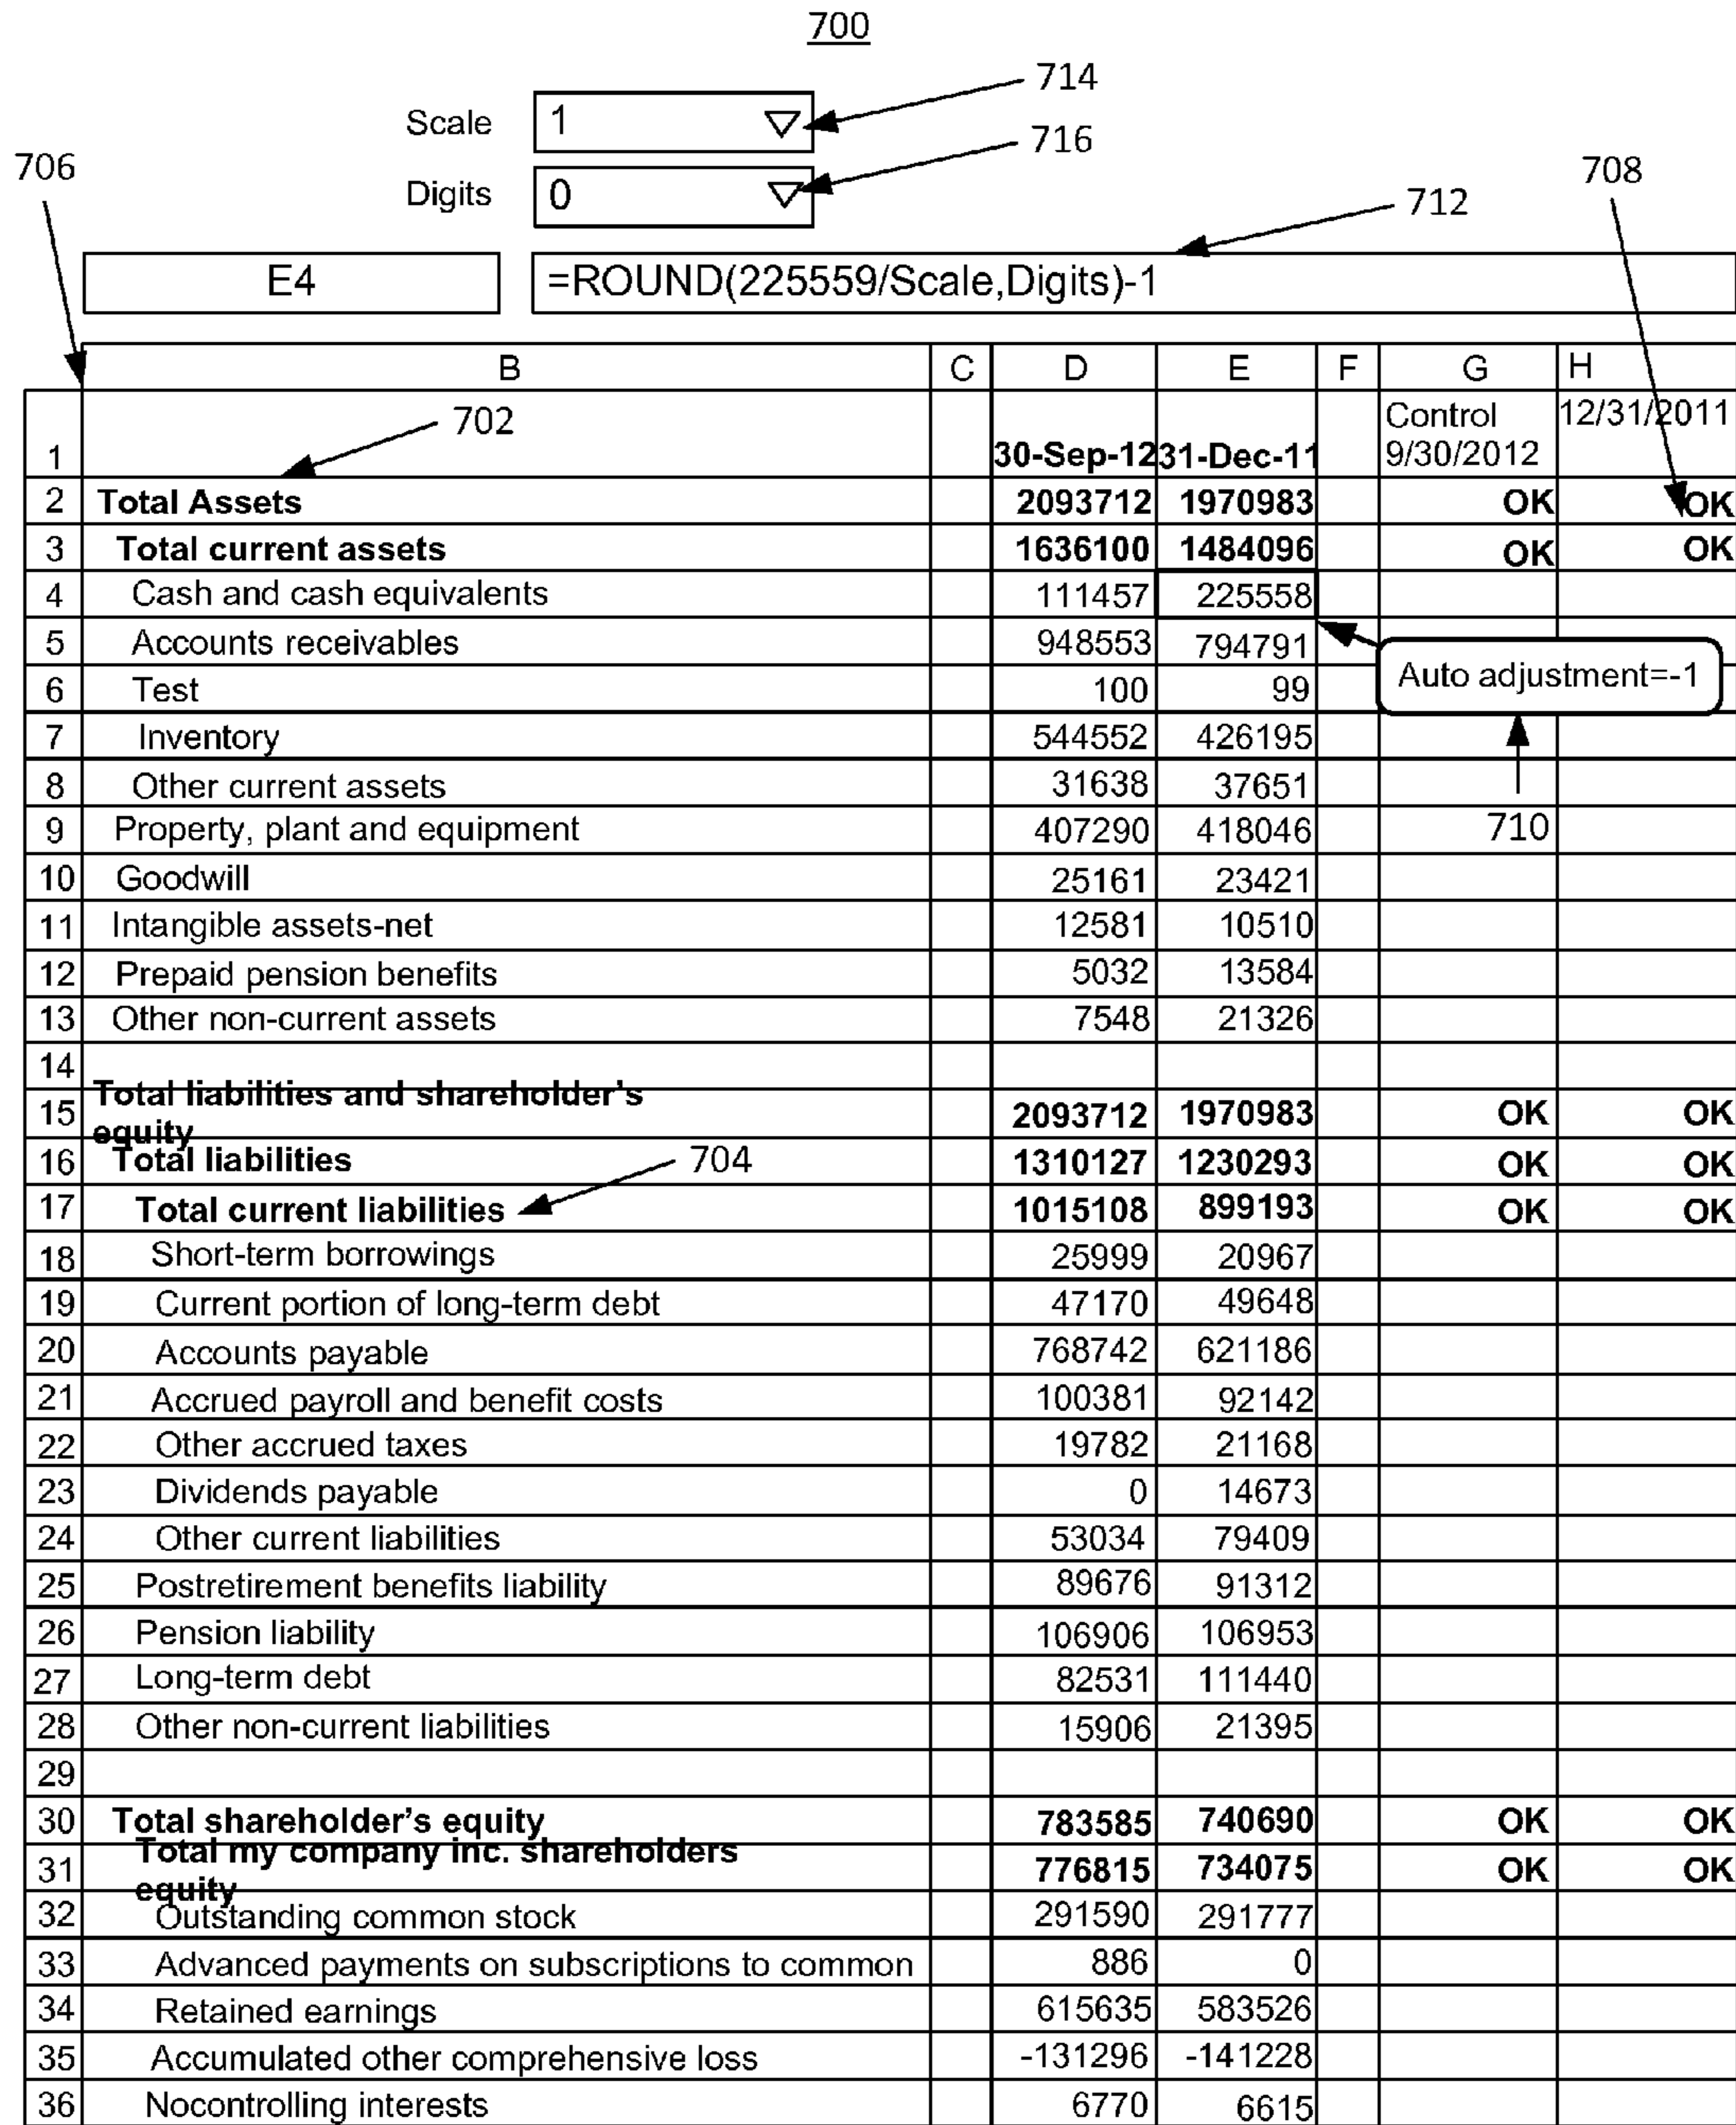 700
714
Scale 1
716
706
Digits 0
708
712
E4 =ROUND(225559/Scale,Digits)-1
B C D E F G H
702
Control 12/31/2011
1 30-Sep-12 31-Dec-11 9/30/2012
2 Total Assets 2093712 1970983 OK OK
3 Total current assets 1636100 1484096 OK OK
4 Cash and cash equivalents 111457 225558
5 Accounts receivables 948553 794791
Auto adjustment=-1
6 Test 100 99
7 Inventory 544552 426195
8 Other current assets 31638 37651
9 Property, plant and equipment 407290 418046 710
10 Goodwill 25161 23421
11 Intangible assets-net 12581 10510
12 Prepaid pension benefits 5032 13584
13 Other non-current assets 7548 21326
14
Total liabilities and shareholder's
15 equity 2093712 1970983 OK OK
16 Total liabilities 704 1310127 1230293 OK OK
17 Total current liabilities 1015108 899193 OK OK
18 Short-term borrowings 25999 20967
19 Current portion of long-term debt 47170 49648
20 Accounts payable 768742 621186
21 Accrued payroll and benefit costs 100381 92142
22 Other accrued taxes 19782 21168
23 Dividends payable 0 14673
24 Other current liabilities 53034 79409
25 Postretirement benefits liability 89676 91312
26 Pension liability 106906 106953
27 Long-term debt 82531 111440
28 Other non-current liabilities 15906 21395
29
30 Total shareholder's equity 783585 740690 OK OK
Total my company inc. shareholders
31 equity 776815 734075 OK OK
32 Outstanding common stock 291590 291777
33 Advanced payments on subscriptions to common 886 0
34 Retained earnings 615635 583526
35 Accumulated other comprehensive loss -131296 -141228
36 Nocontrolling interests 6770 6615